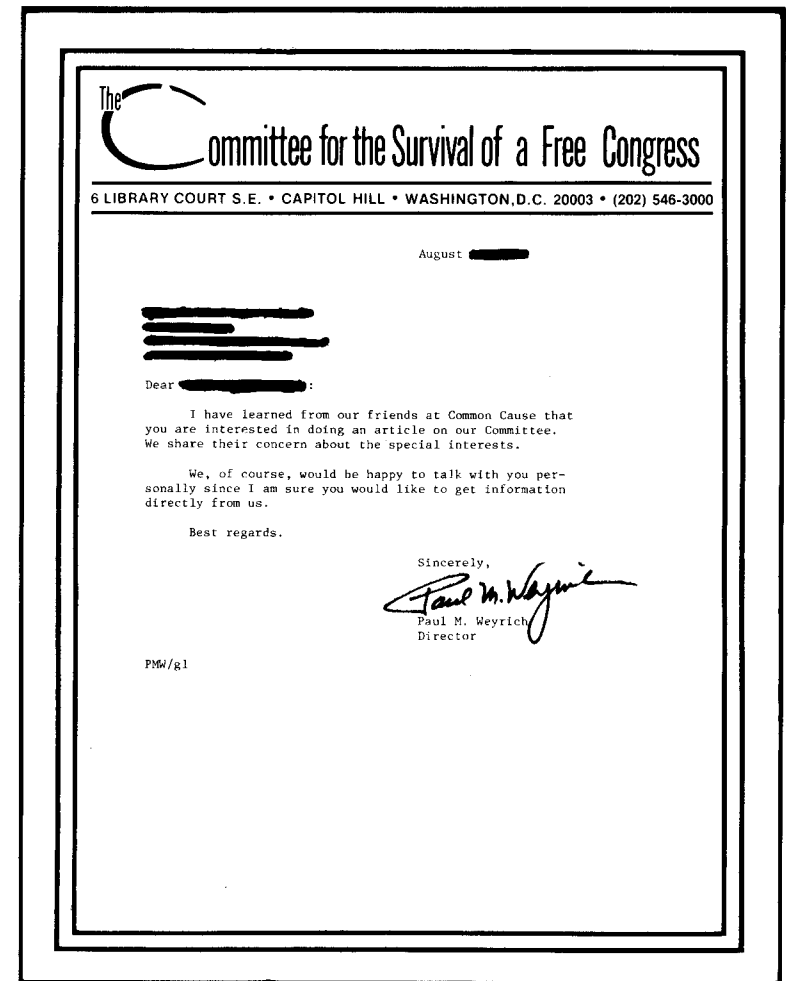 The Committee for the Survival of a Free Congress
6 LIBRARY COURT S.E. • CAPITOL HILL • WASHINGTON, D.C. 20003 • (202) 546-3000
August
Dear :
I have learned from our friends at Common Cause that
you are interested in doing an article on our Committee.
We share their concern about the special interests.
We, of course, would be happy to talk with you per-
sonally since I am sure you would like to get information
directly from us.
Best regards.
Sincerely,
Paul M. Weyrich
Paul M. Weyrich
Director
PMW/gl